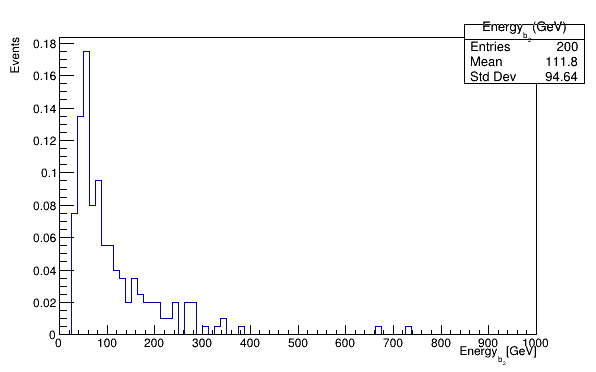 Energy_b₂(GeV)
Entries 200
Mean 111.8
Std Dev 94.64
Events
0.18
0.16
0.14
0.12
0.1
0.08
0.06
0.04
0.02
0
0 100 200 300 400 500 600 700 800 900 1000
Energy_b₂[GeV]